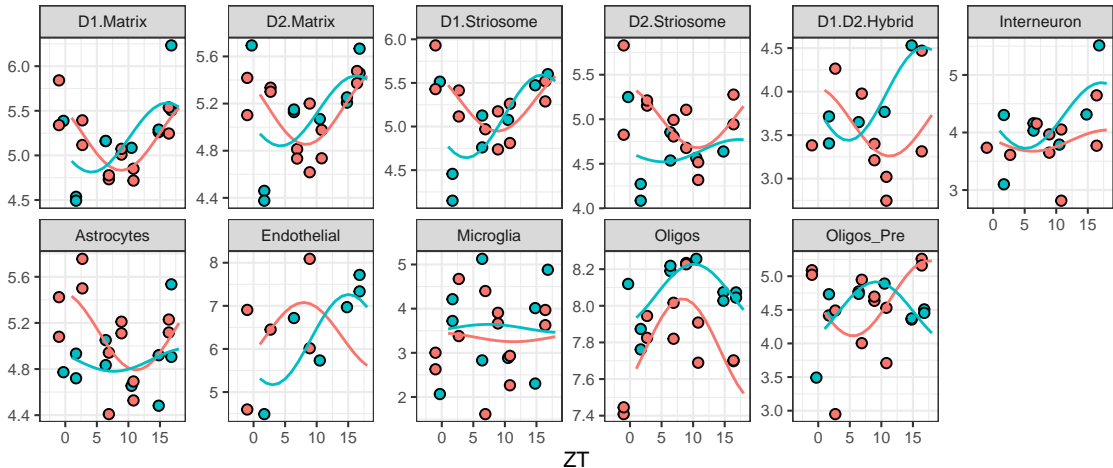 D1.Matrix
D2.Matrix
D1.Striosome
D2.Striosome
D1.D2.Hybrid
Interneuron
6.0
5.5
5.0
4.5
5.6
5.2
4.8
4.4
6.0
5.5
5.0
4.5
5.5
5.0
4.5
4.0
4.5
4.0
3.5
3.0
5
4
3
0 5 10 15
Astrocytes
Endothelial
Microglia
Oligos
Oligos_Pre
5.6
5.2
4.8
4.4
8
7
6
5
5
4
3
2
8.2
8.0
7.8
7.6
7.4
5.0
4.5
4.0
3.5
3.0
0 5 10 15
0 5 10 15
0 5 10 15
0 5 10 15
0 5 10 15
ZT